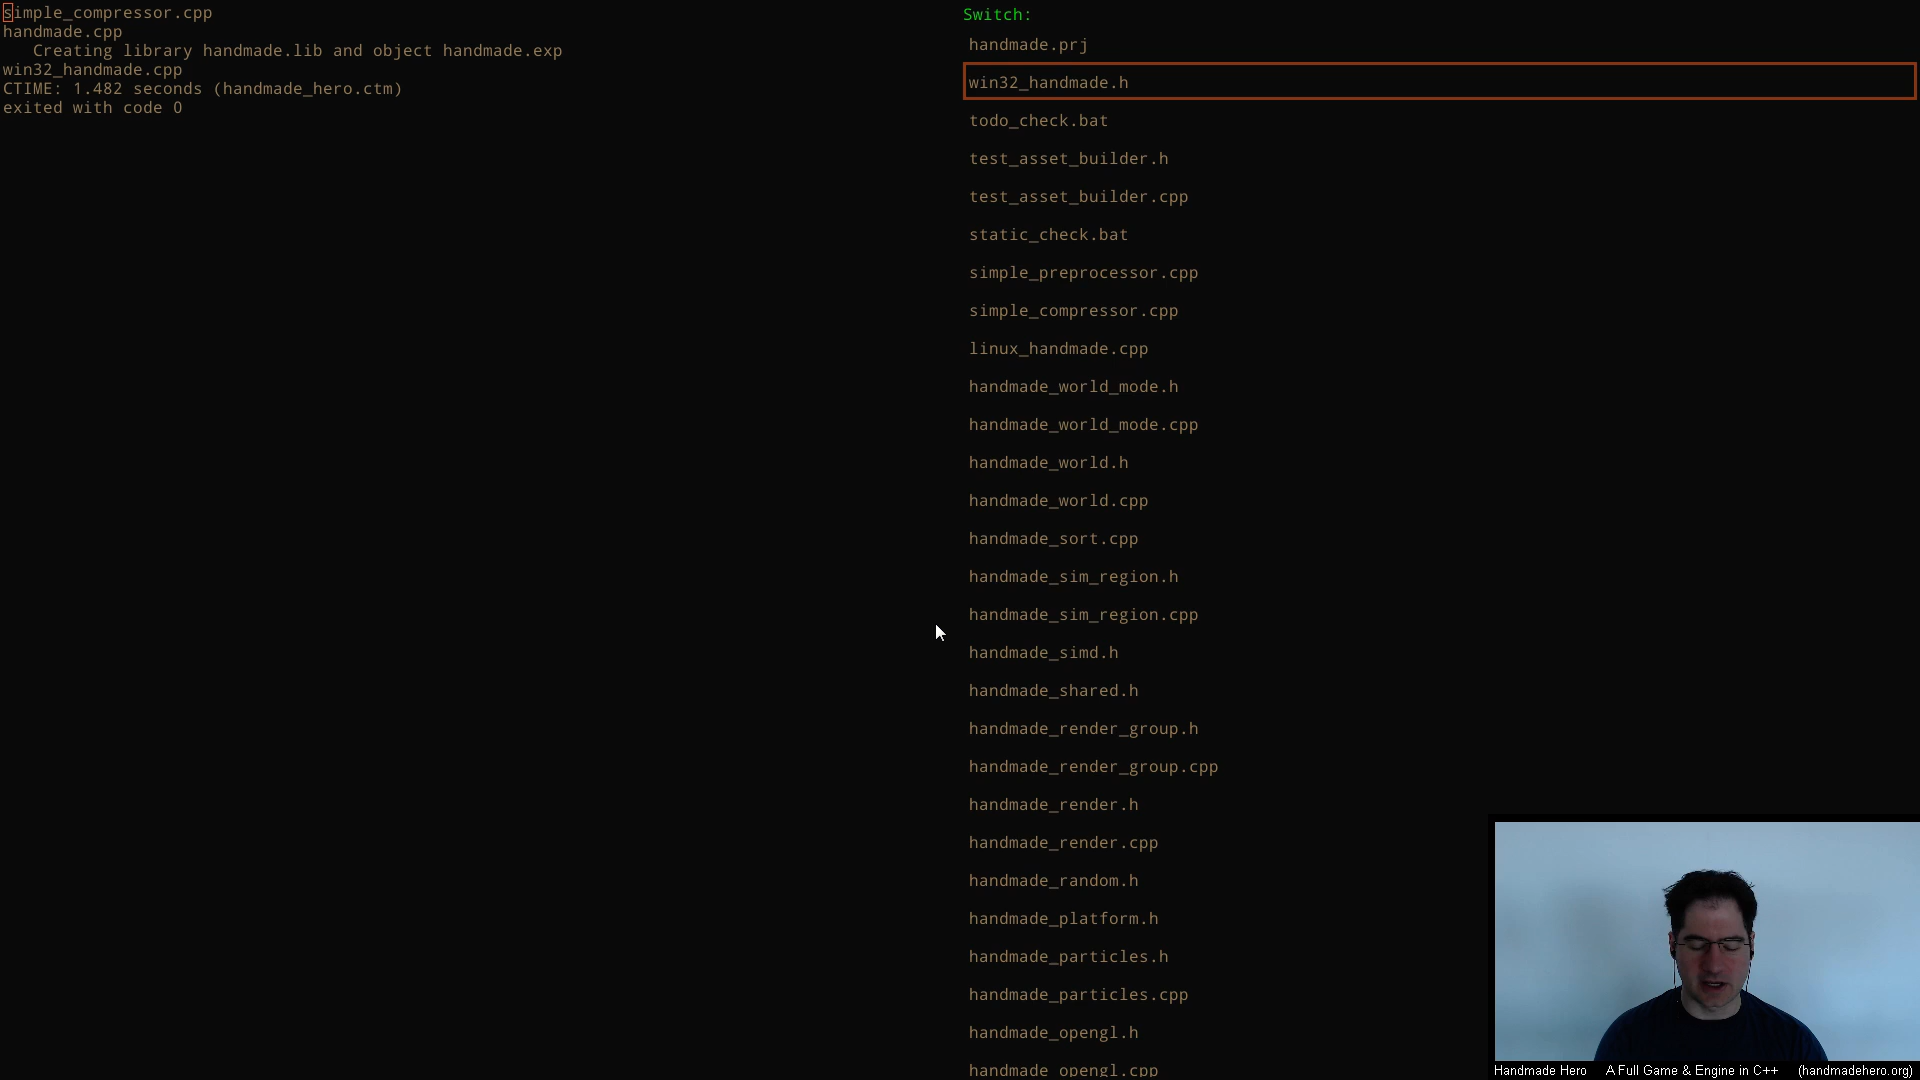 simple_compressor.cpp
handmade.cpp
Creating library handmade.lib and object handmade.exp
win32_handmade.cpp
CTIME: 1.482 seconds (handmade_hero.ctm)
exited with code 0
Switch:
handmade.prj
win32_handmade.h
todo_check.bat
test_asset_builder.h
test_asset_builder.cpp
static_check.bat
simple_preprocessor.cpp
simple_compressor.cpp
linux_handmade.cpp
handmade_world_mode.h
handmade_world_mode.cpp
handmade_world.h
handmade_world.cpp
handmade_sort.cpp
handmade_sim_region.h
handmade_sim_region.cpp
handmade_simd.h
handmade_shared.h
handmade_render_group.h
handmade_render_group.cpp
handmade_render.h
handmade_render.cpp
handmade_random.h
handmade_platform.h
handmade_particles.h
handmade_particles.cpp
handmade_opengl.h
handmade_opengl.cpp
Handmade Hero A Full Game & Engine in C++ (handmadehero.org)